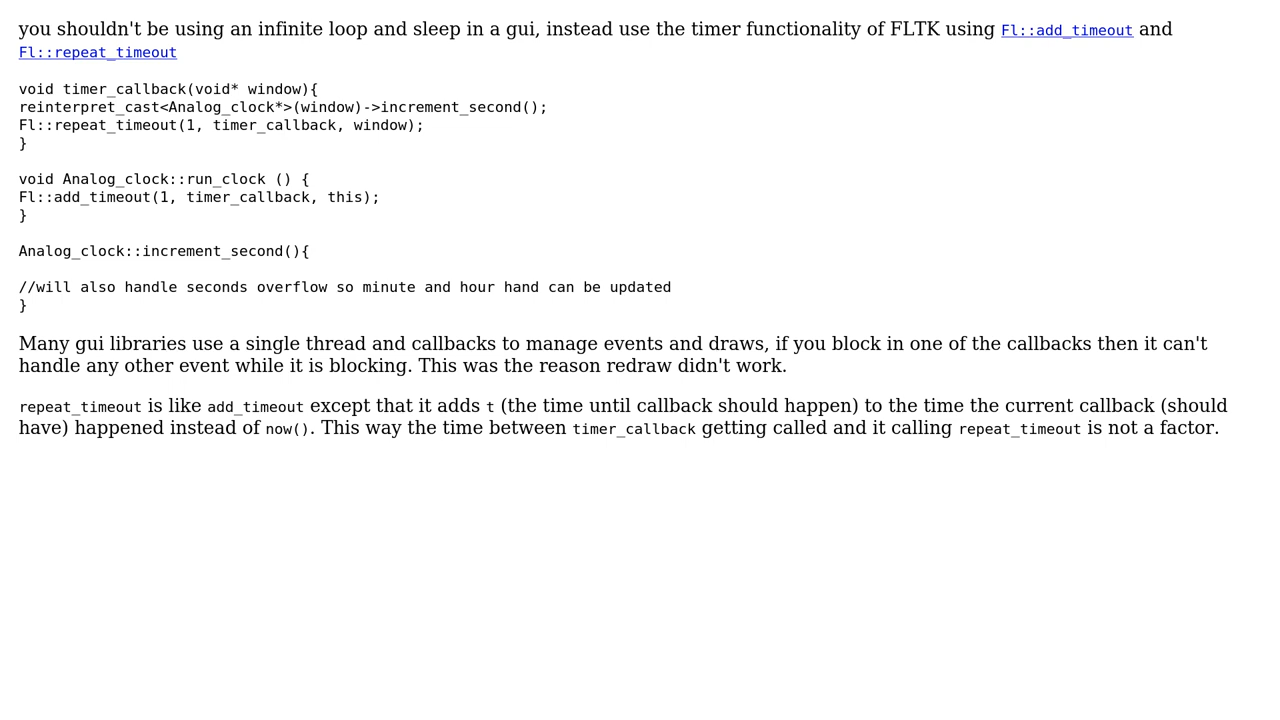 you shouldn't be using an infinite loop and sleep in a gui, instead use the timer functionality of FLTK using Fl::add_timeout and
Fl::repeat_timeout
void timer_callback(void* window){
reinterpret_cast<Analog_clock*>(window)->increment_second();
Fl::repeat_timeout(1, timer_callback, window);
}
void Analog_clock::run_clock () {
Fl::add_timeout(1, timer_callback, this);
}
Analog_clock::increment_second(){
//will also handle seconds overflow so minute and hour hand can be updated
}
Many gui libraries use a single thread and callbacks to manage events and draws, if you block in one of the callbacks then it can't
handle any other event while it is blocking. This was the reason redraw didn't work.
repeat_timeout is like add_timeout except that it adds t (the time until callback should happen) to the time the current callback (should
have) happened instead of now(). This way the time between timer_callback getting called and it calling repeat_timeout is not a factor.